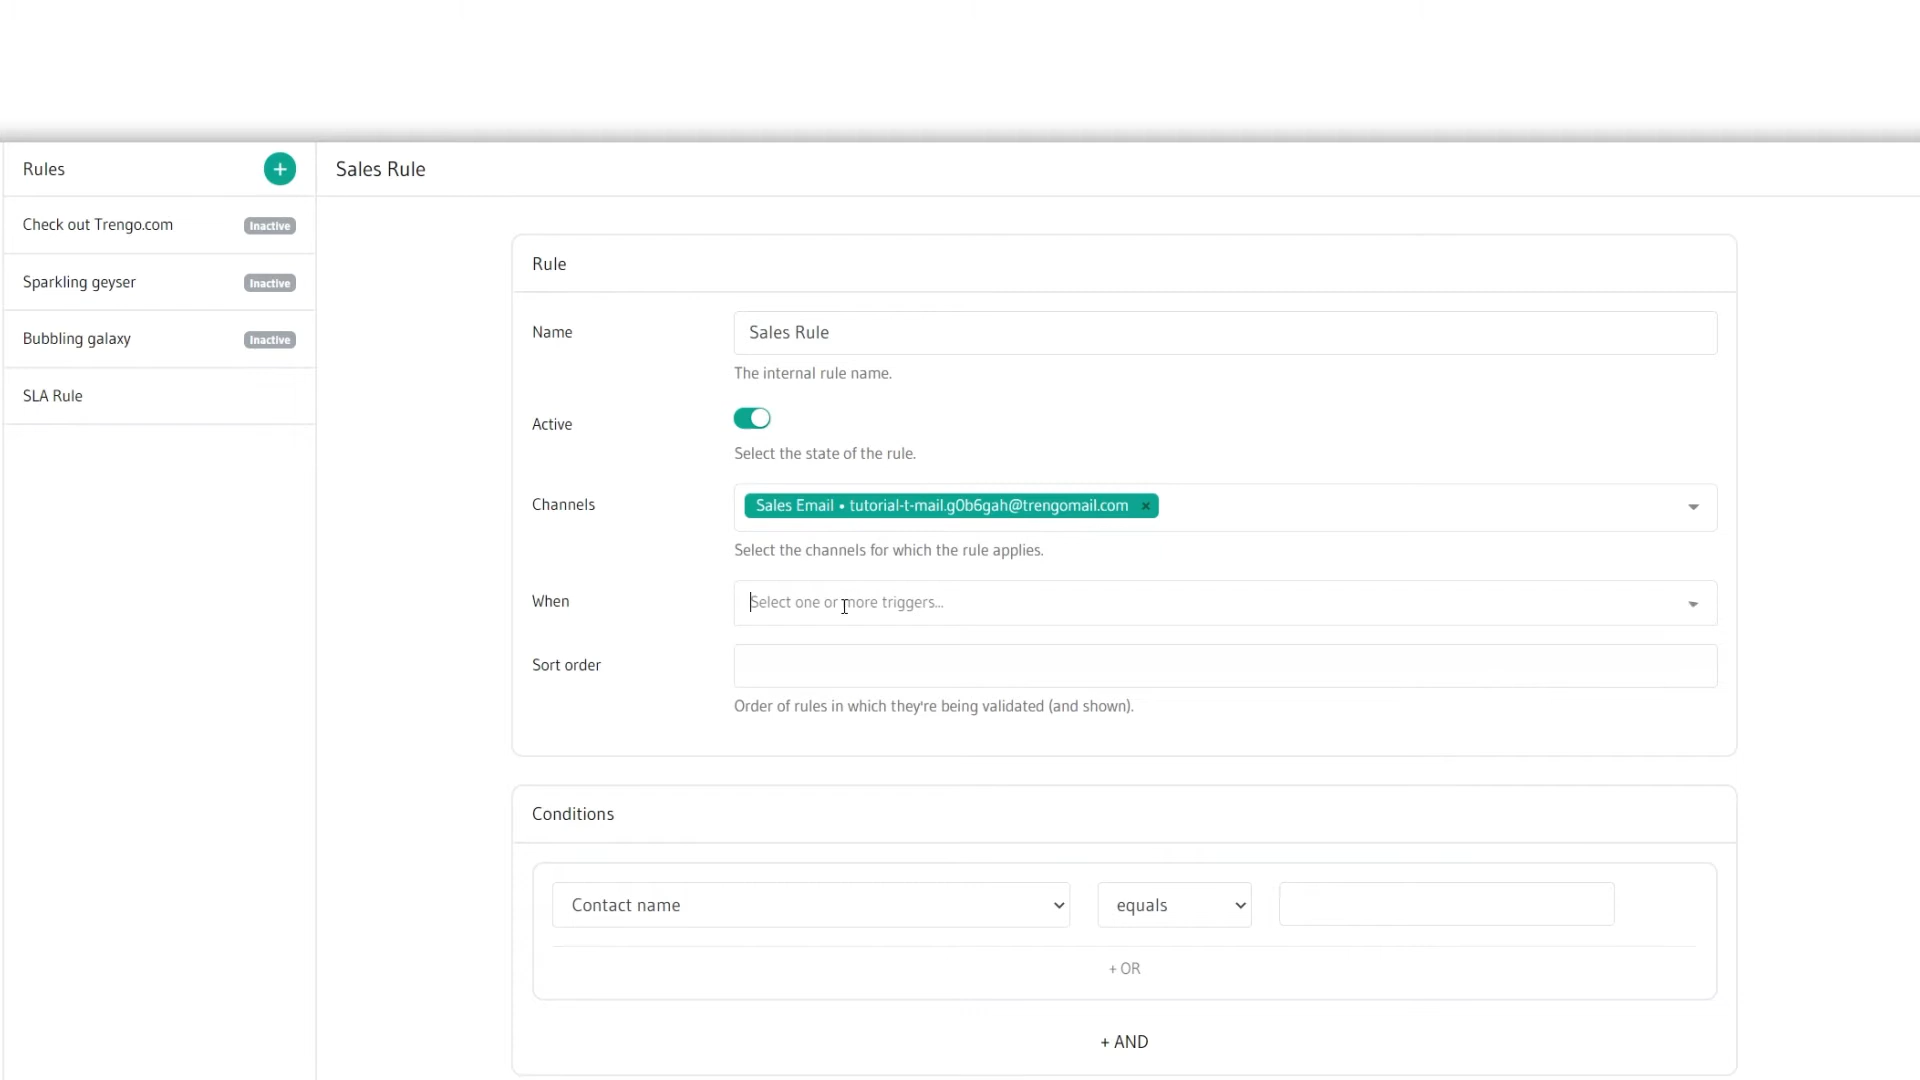 Rules
+
Sales Rule
Check out Trengo.com Inactive
Sparkling geyser Inactive
Bubbling galaxy Inactive
SLA Rule
Rule
Name
Sales Rule
The internal rule name.
Active
Select the state of the rule.
Channels
Sales Email • tutorial-t-mail.g0b6gah@trengomail.com ×
Select the channels for which the rule applies.
When
Select one or more triggers...
Sort order
Order of rules in which they're being validated (and shown).
Conditions
Contact name
equals
+ OR
+ AND